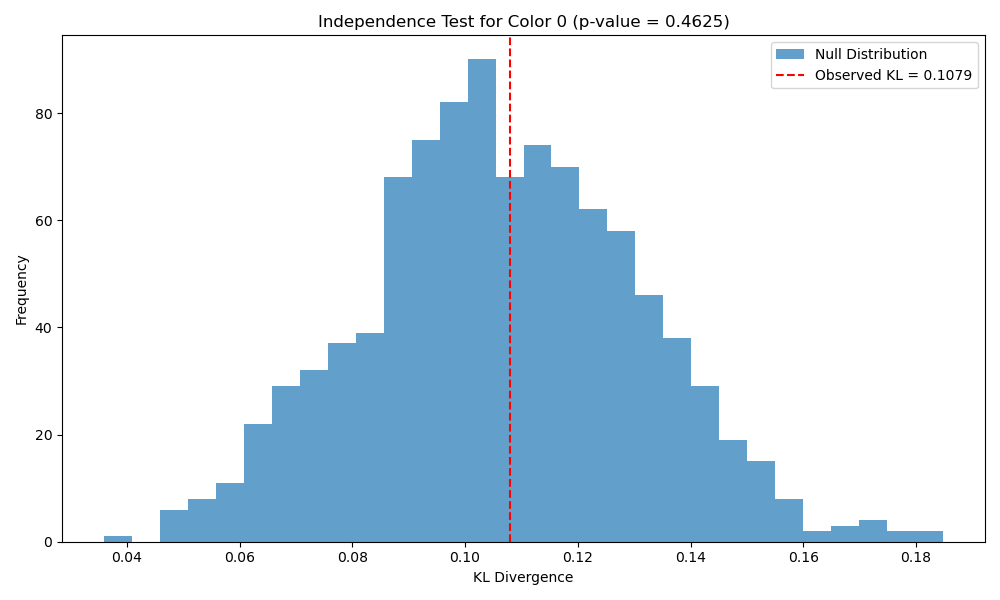 Independence Test for Color 0 (p-value = 0.4625)
Null Distribution
Observed KL = 0.1079
80
60
40
20
0
Frequency
0.04 0.06 0.08 0.10 0.12 0.14 0.16 0.18
KL Divergence